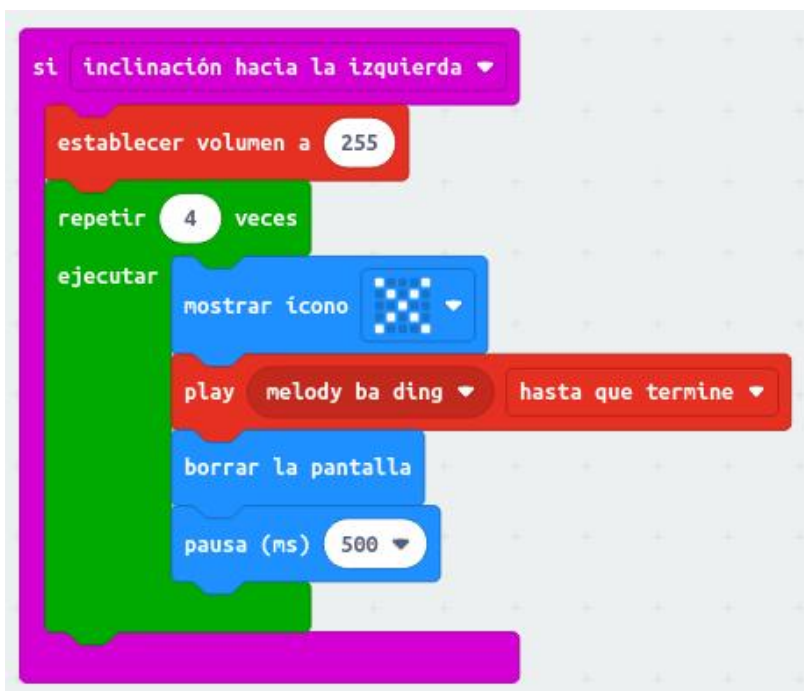 si inclinación hacia la izquierda
establecer volumen a 255
repetir 4 veces
ejecutar
mostrar ícono
play melody ba ding hasta que termine
borrar la pantalla
pausa (ms) 500